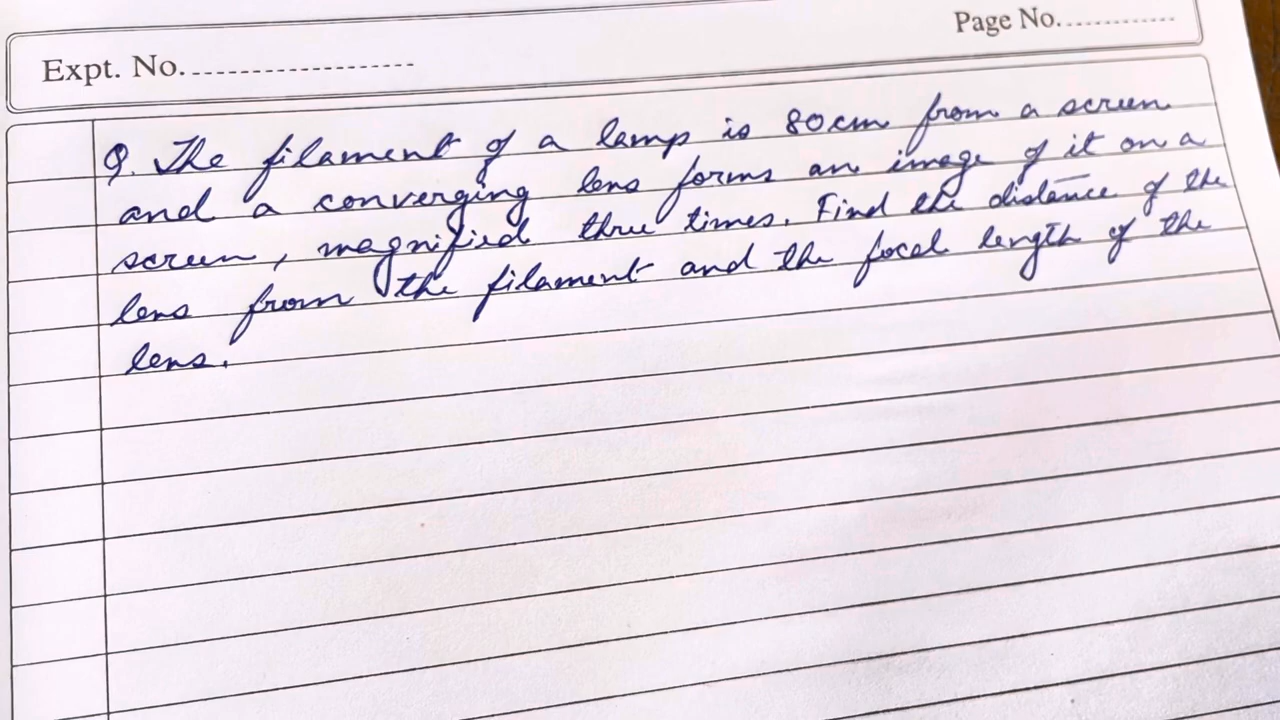 Page No..............
Expt. No....................
Q. The filament of a lamp is 80cm from a screen
and a converging lens forms an image of it on a
screen, magnified three times. Find the distance of the
lens from the filament and the focal length of the
lens.